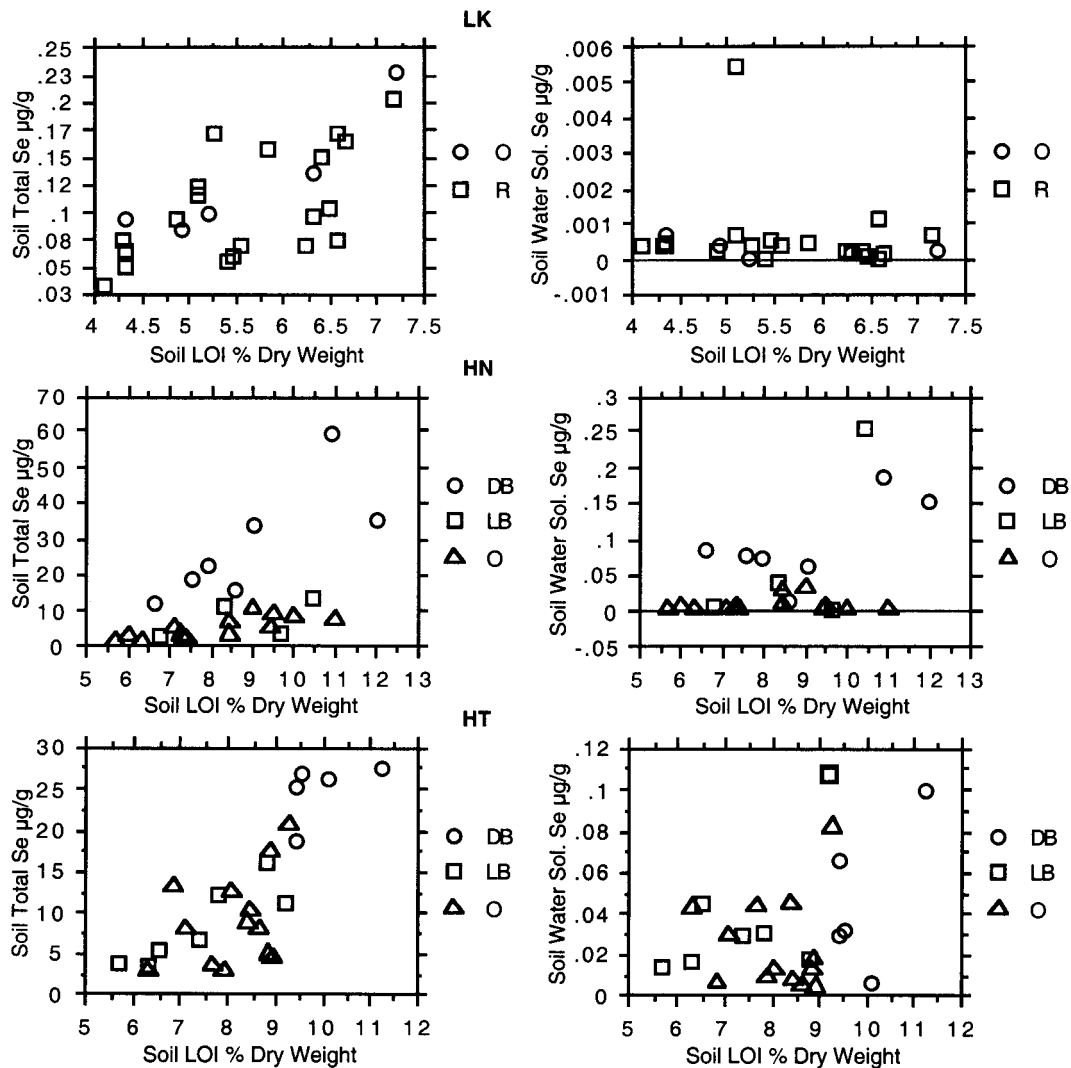 LK
Soil Total Se µg/g
.25
.23
.2
.17
.15
.12
.1
.08
.05
.03
4 4.5 5 5.5 6 6.5 7 7.5
Soil LOI % Dry Weight
O
R
Soil Water Sol. Se µg/g
.006
.005
.004
.003
.002
.001
0
-.001
4 4.5 5 5.5 6 6.5 7 7.5
Soil LOI % Dry Weight
O
R
HN
Soil Total Se µg/g
70
60
50
40
30
20
10
0
5 6 7 8 9 10 11 12 13
Soil LOI % Dry Weight
DB
LB
O
Soil Water Sol. Se µg/g
.3
.25
.2
.15
.1
.05
0
-.05
5 6 7 8 9 10 11 12 13
Soil LOI % Dry Weight
DB
LB
O
HT
Soil Total Se µg/g
30
25
20
15
10
5
0
5 6 7 8 9 10 11 12
Soil LOI % Dry Weight
DB
LB
O
Soil Water Sol. Se µg/g
.12
.1
.08
.06
.04
.02
0
5 6 7 8 9 10 11 12
Soil LOI % Dry Weight
DB
LB
O